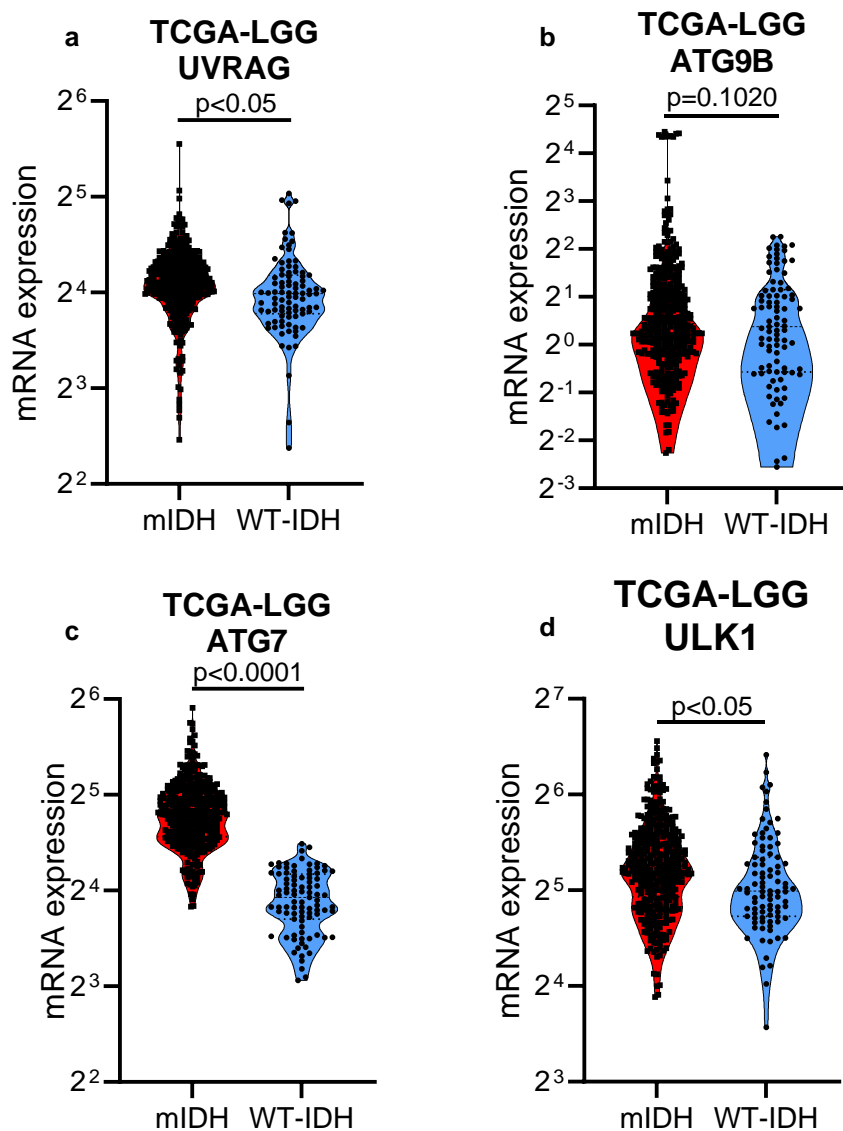 a
TCGA-LGG
UVRAG
p<0.05
2^6
2^5
2^4
2^3
2^2
mRNA expression
mIDH WT-IDH
b
TCGA-LGG
ATG9B
p=0.1020
2^5
2^4
2^3
2^2
2^1
2^0
2^-1
2^-2
2^-3
mRNA expression
mIDH WT-IDH
c
TCGA-LGG
ATG7
p<0.0001
2^6
2^5
2^4
2^3
2^2
mRNA expression
mIDH WT-IDH
d
TCGA-LGG
ULK1
p<0.05
2^7
2^6
2^5
2^4
2^3
mRNA expression
mIDH WT-IDH